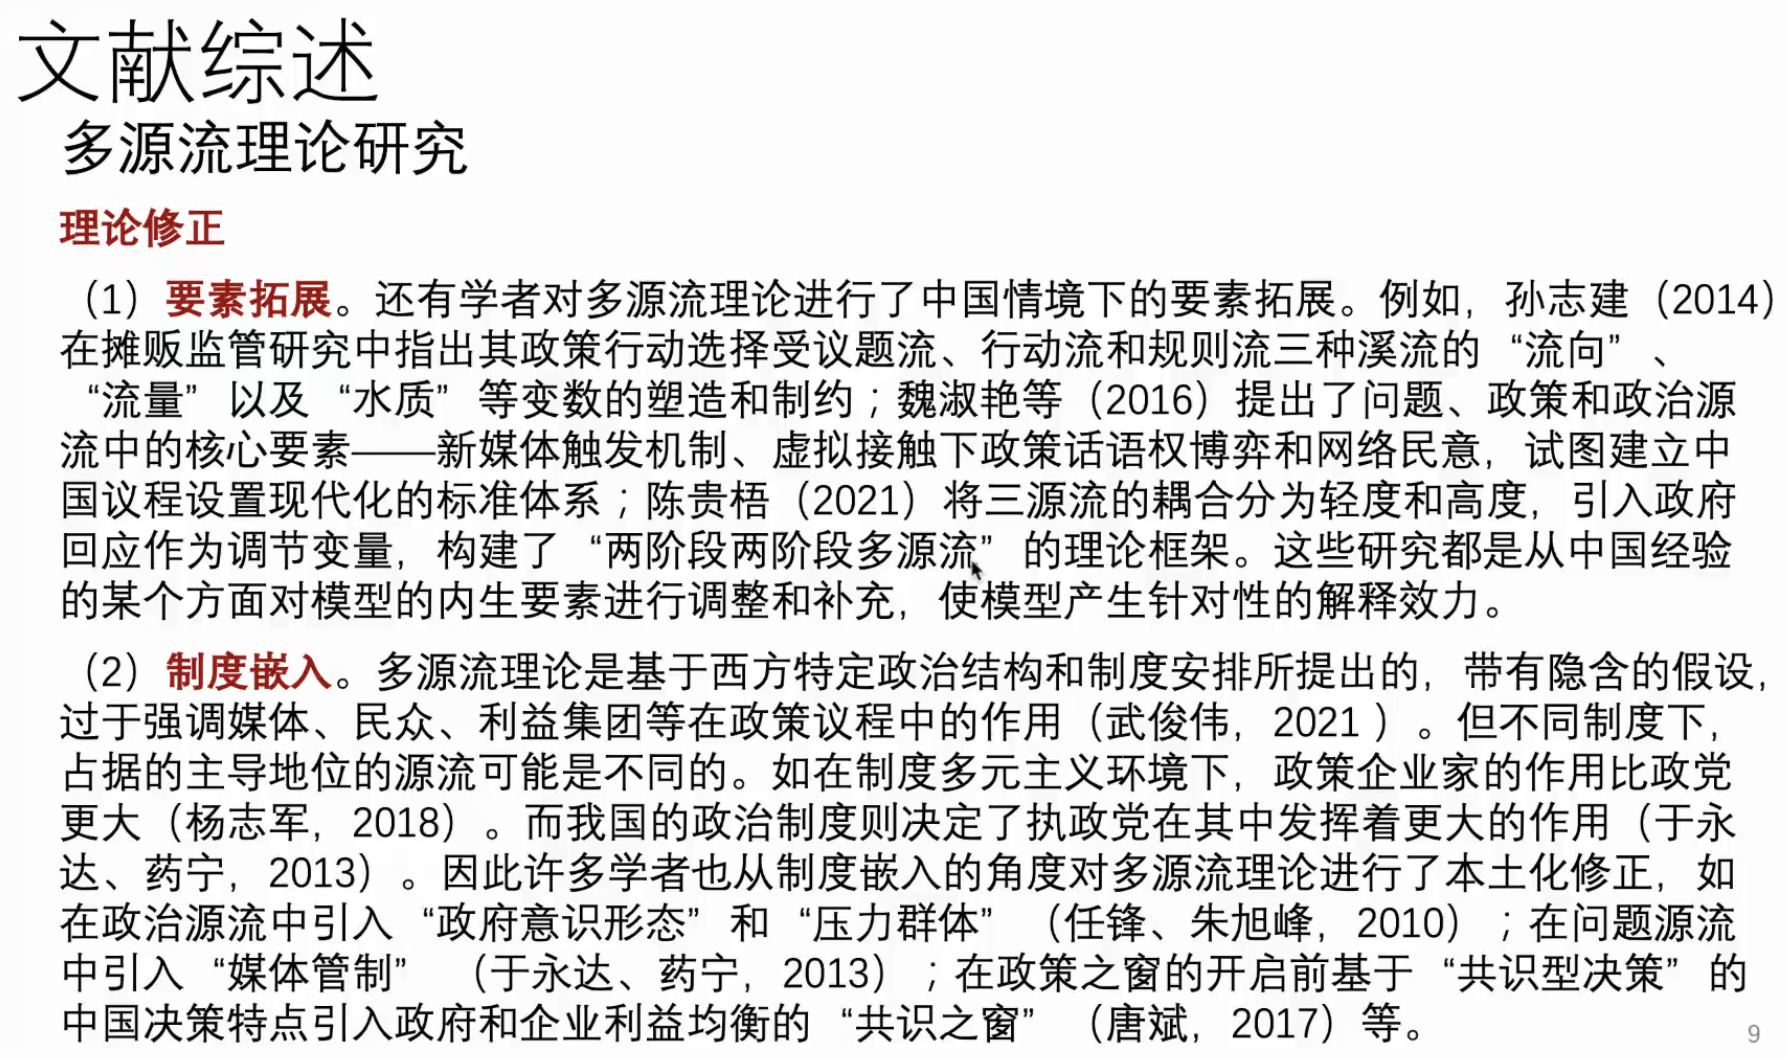 文献综述
多源流理论研究
理论修正
（1）要素拓展。还有学者对多源流理论进行了中国情境下的要素拓展。例如，孙志建（2014）
在摊贩监管研究中指出其政策行动选择受议题流、行动流和规则流三种溪流的“流向”、
“流量”以及“水质”等变数的塑造和制约；魏淑艳等（2016）提出了问题、政策和政治源
流中的核心要素——新媒体触发机制、虚拟接触下政策话语权博弈和网络民意，试图建立中
国议程设置现代化的标准体系；陈贵梧（2021）将三源流的耦合分为轻度和高度，引入政府
回应作为调节变量，构建了“两阶段两阶段多源流”的理论框架。这些研究都是从中国经验
的某个方面对模型的内生要素进行调整和补充，使模型产生针对性的解释效力。
（2）制度嵌入。多源流理论是基于西方特定政治结构和制度安排所提出的，带有隐含的假设，
过于强调媒体、民众、利益集团等在政策议程中的作用（武俊伟，2021 ）。但不同制度下，
占据的主导地位的源流可能是不同的。如在制度多元主义环境下，政策企业家的作用比政党
更大（杨志军，2018）。而我国的政治制度则决定了执政党在其中发挥着更大的作用（于永
达、药宁，2013）。因此许多学者也从制度嵌入的角度对多源流理论进行了本土化修正，如
在政治源流中引入“政府意识形态”和“压力群体”（任锋、朱旭峰，2010）；在问题源流
中引入“媒体管制”（于永达、药宁，2013）；在政策之窗的开启前基于“共识型决策”的
中国决策特点引入政府和企业利益均衡的“共识之窗”（唐斌，2017）等。
9